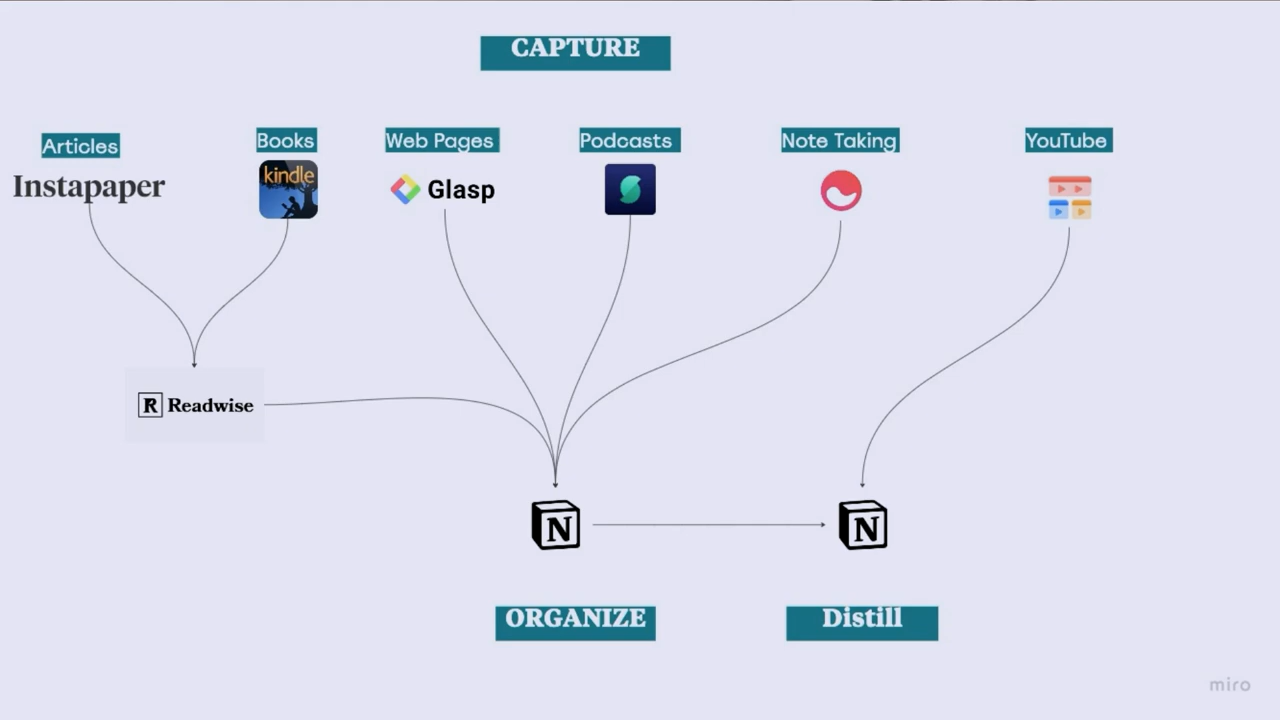 CAPTURE
Articles
Books
Web Pages
Podcasts
Note Taking
YouTube
Instapaper
kindle
Glasp
R Readwise
N
N
ORGANIZE
Distill
miro